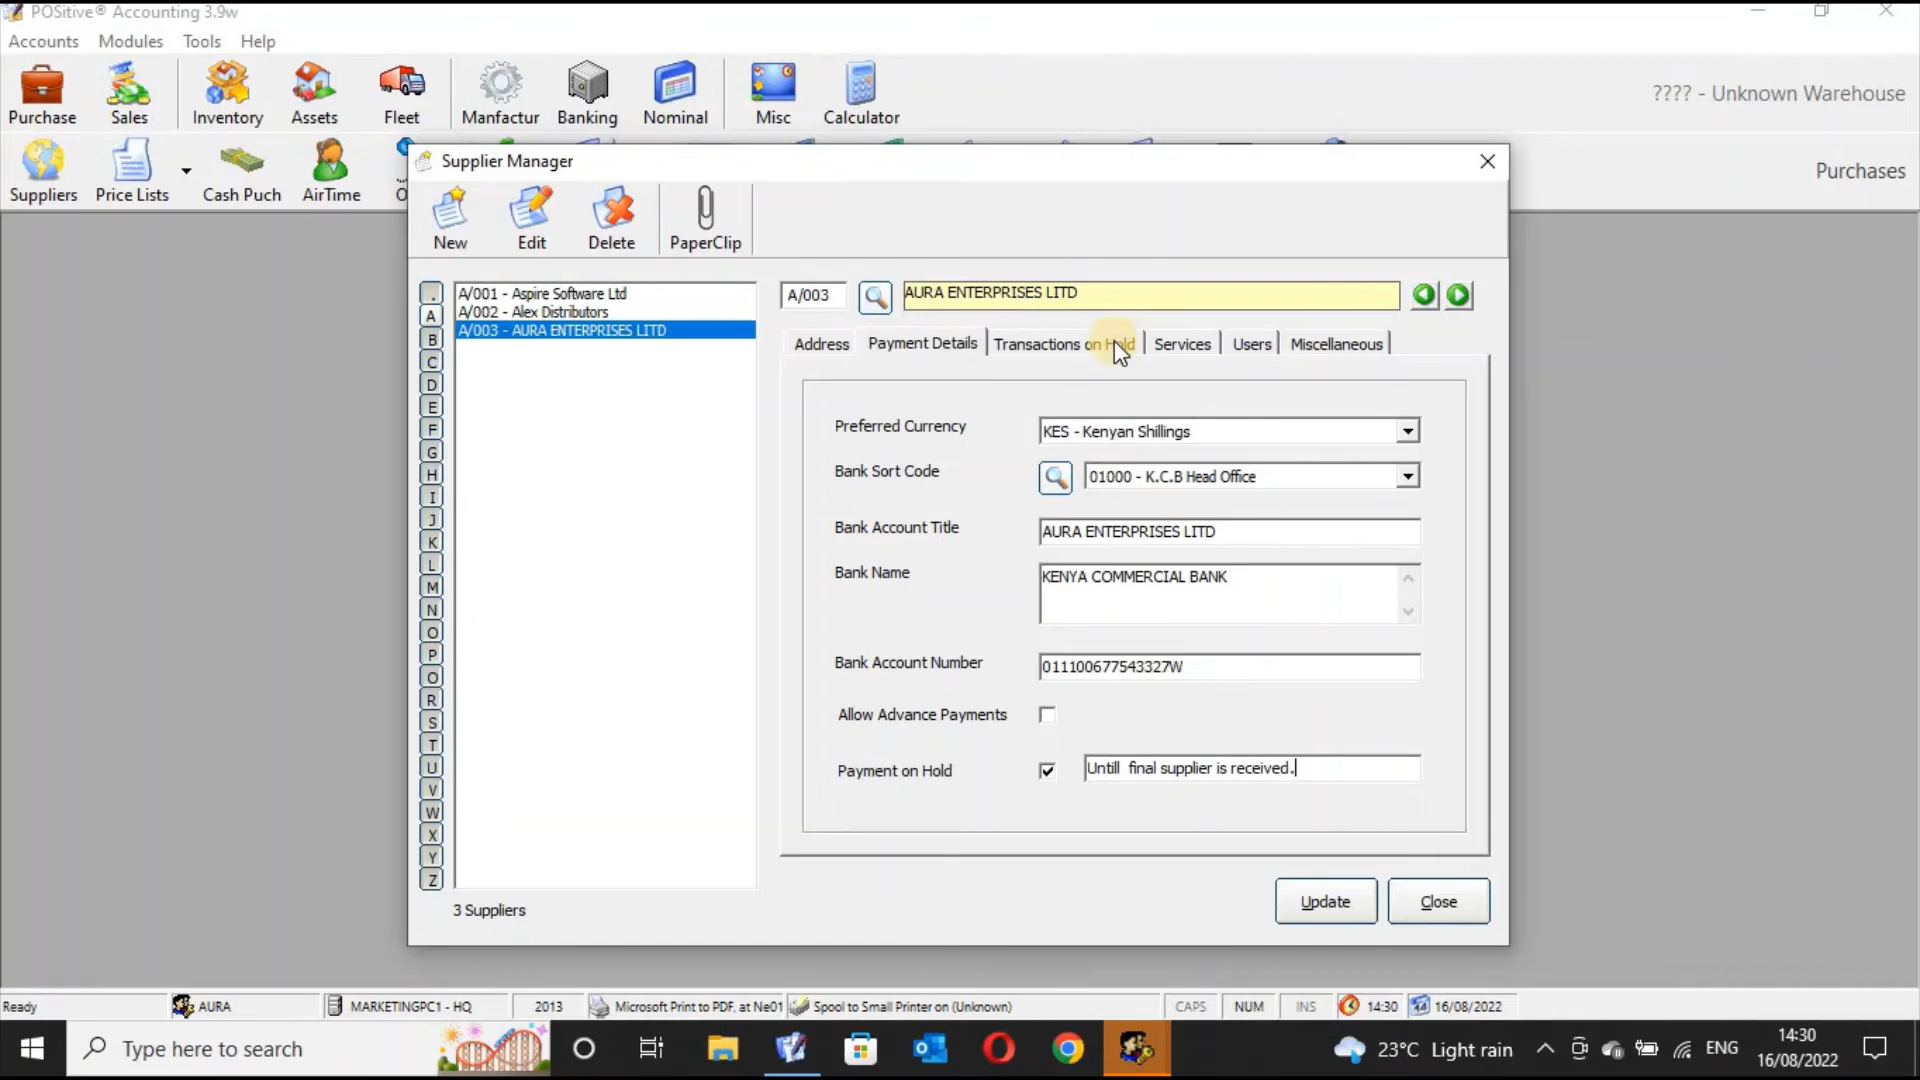 POSitive® Accounting 3.9w
Accounts Modules Tools Help
Purchase Sales Inventory Assets Fleet Manfactur Banking Nominal Misc Calculator
???? - Unknown Warehouse
Suppliers Price Lists Cash Puch AirTime
Purchases
Supplier Manager
New Edit Delete PaperClip
A/001 - Aspire Software Ltd
A/002 - Alex Distributors
A/003 - AURA ENTERPRISES LITD
.
A
B
C
D
E
F
G
H
I
J
K
L
M
N
O
P
Q
R
S
T
U
V
W
X
Y
Z
3 Suppliers
A/003 AURA ENTERPRISES LITD
Address Payment Details Transactions on Hold Services Users Miscellaneous
Preferred Currency KES - Kenyan Shillings
Bank Sort Code 01000 - K.C.B Head Office
Bank Account Title AURA ENTERPRISES LITD
Bank Name KENYA COMMERCIAL BANK
Bank Account Number 011100677543327W
Allow Advance Payments
Payment on Hold Untill final supplier is received.
Update Close
Ready AURA MARKETINGPC1 - HQ 2013 Microsoft Print to PDF, at Ne01 Spool to Small Printer on (Unknown) CAPS NUM INS 14:30 16/08/2022
Type here to search
23°C Light rain ENG 14:30
16/08/2022